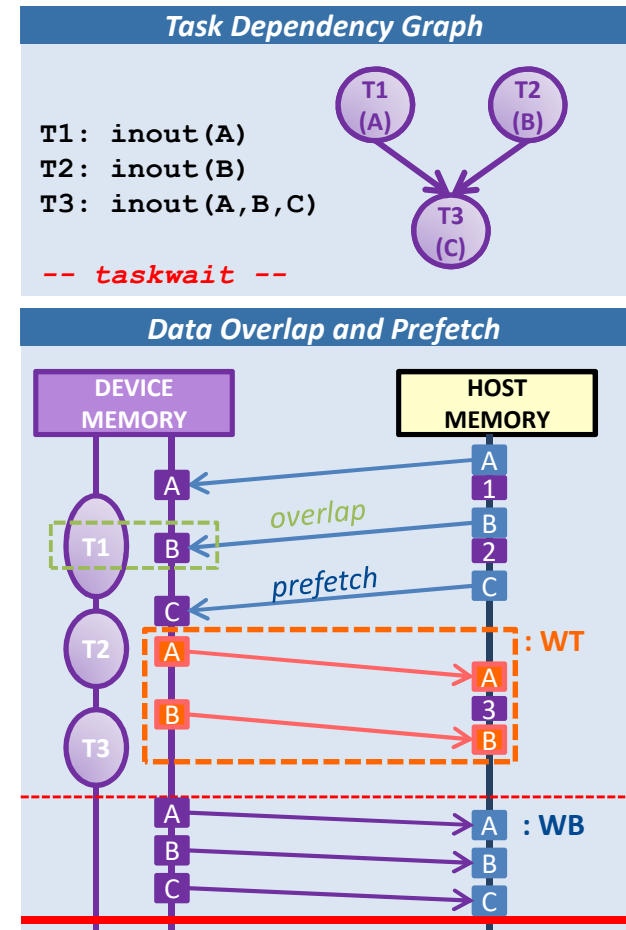 Task Dependency Graph
T1: inout(A)
T2: inout(B)
T3: inout(A,B,C)
-- taskwait --
T1
(A)
T2
(B)
T3
(C)
Data Overlap and Prefetch
DEVICE
MEMORY
HOST
MEMORY
A
A
1
overlap
B
T1
B
2
prefetch
C
C
T2
A
: WT
A
3
B
T3
B
A
A
: WB
B
B
C
C